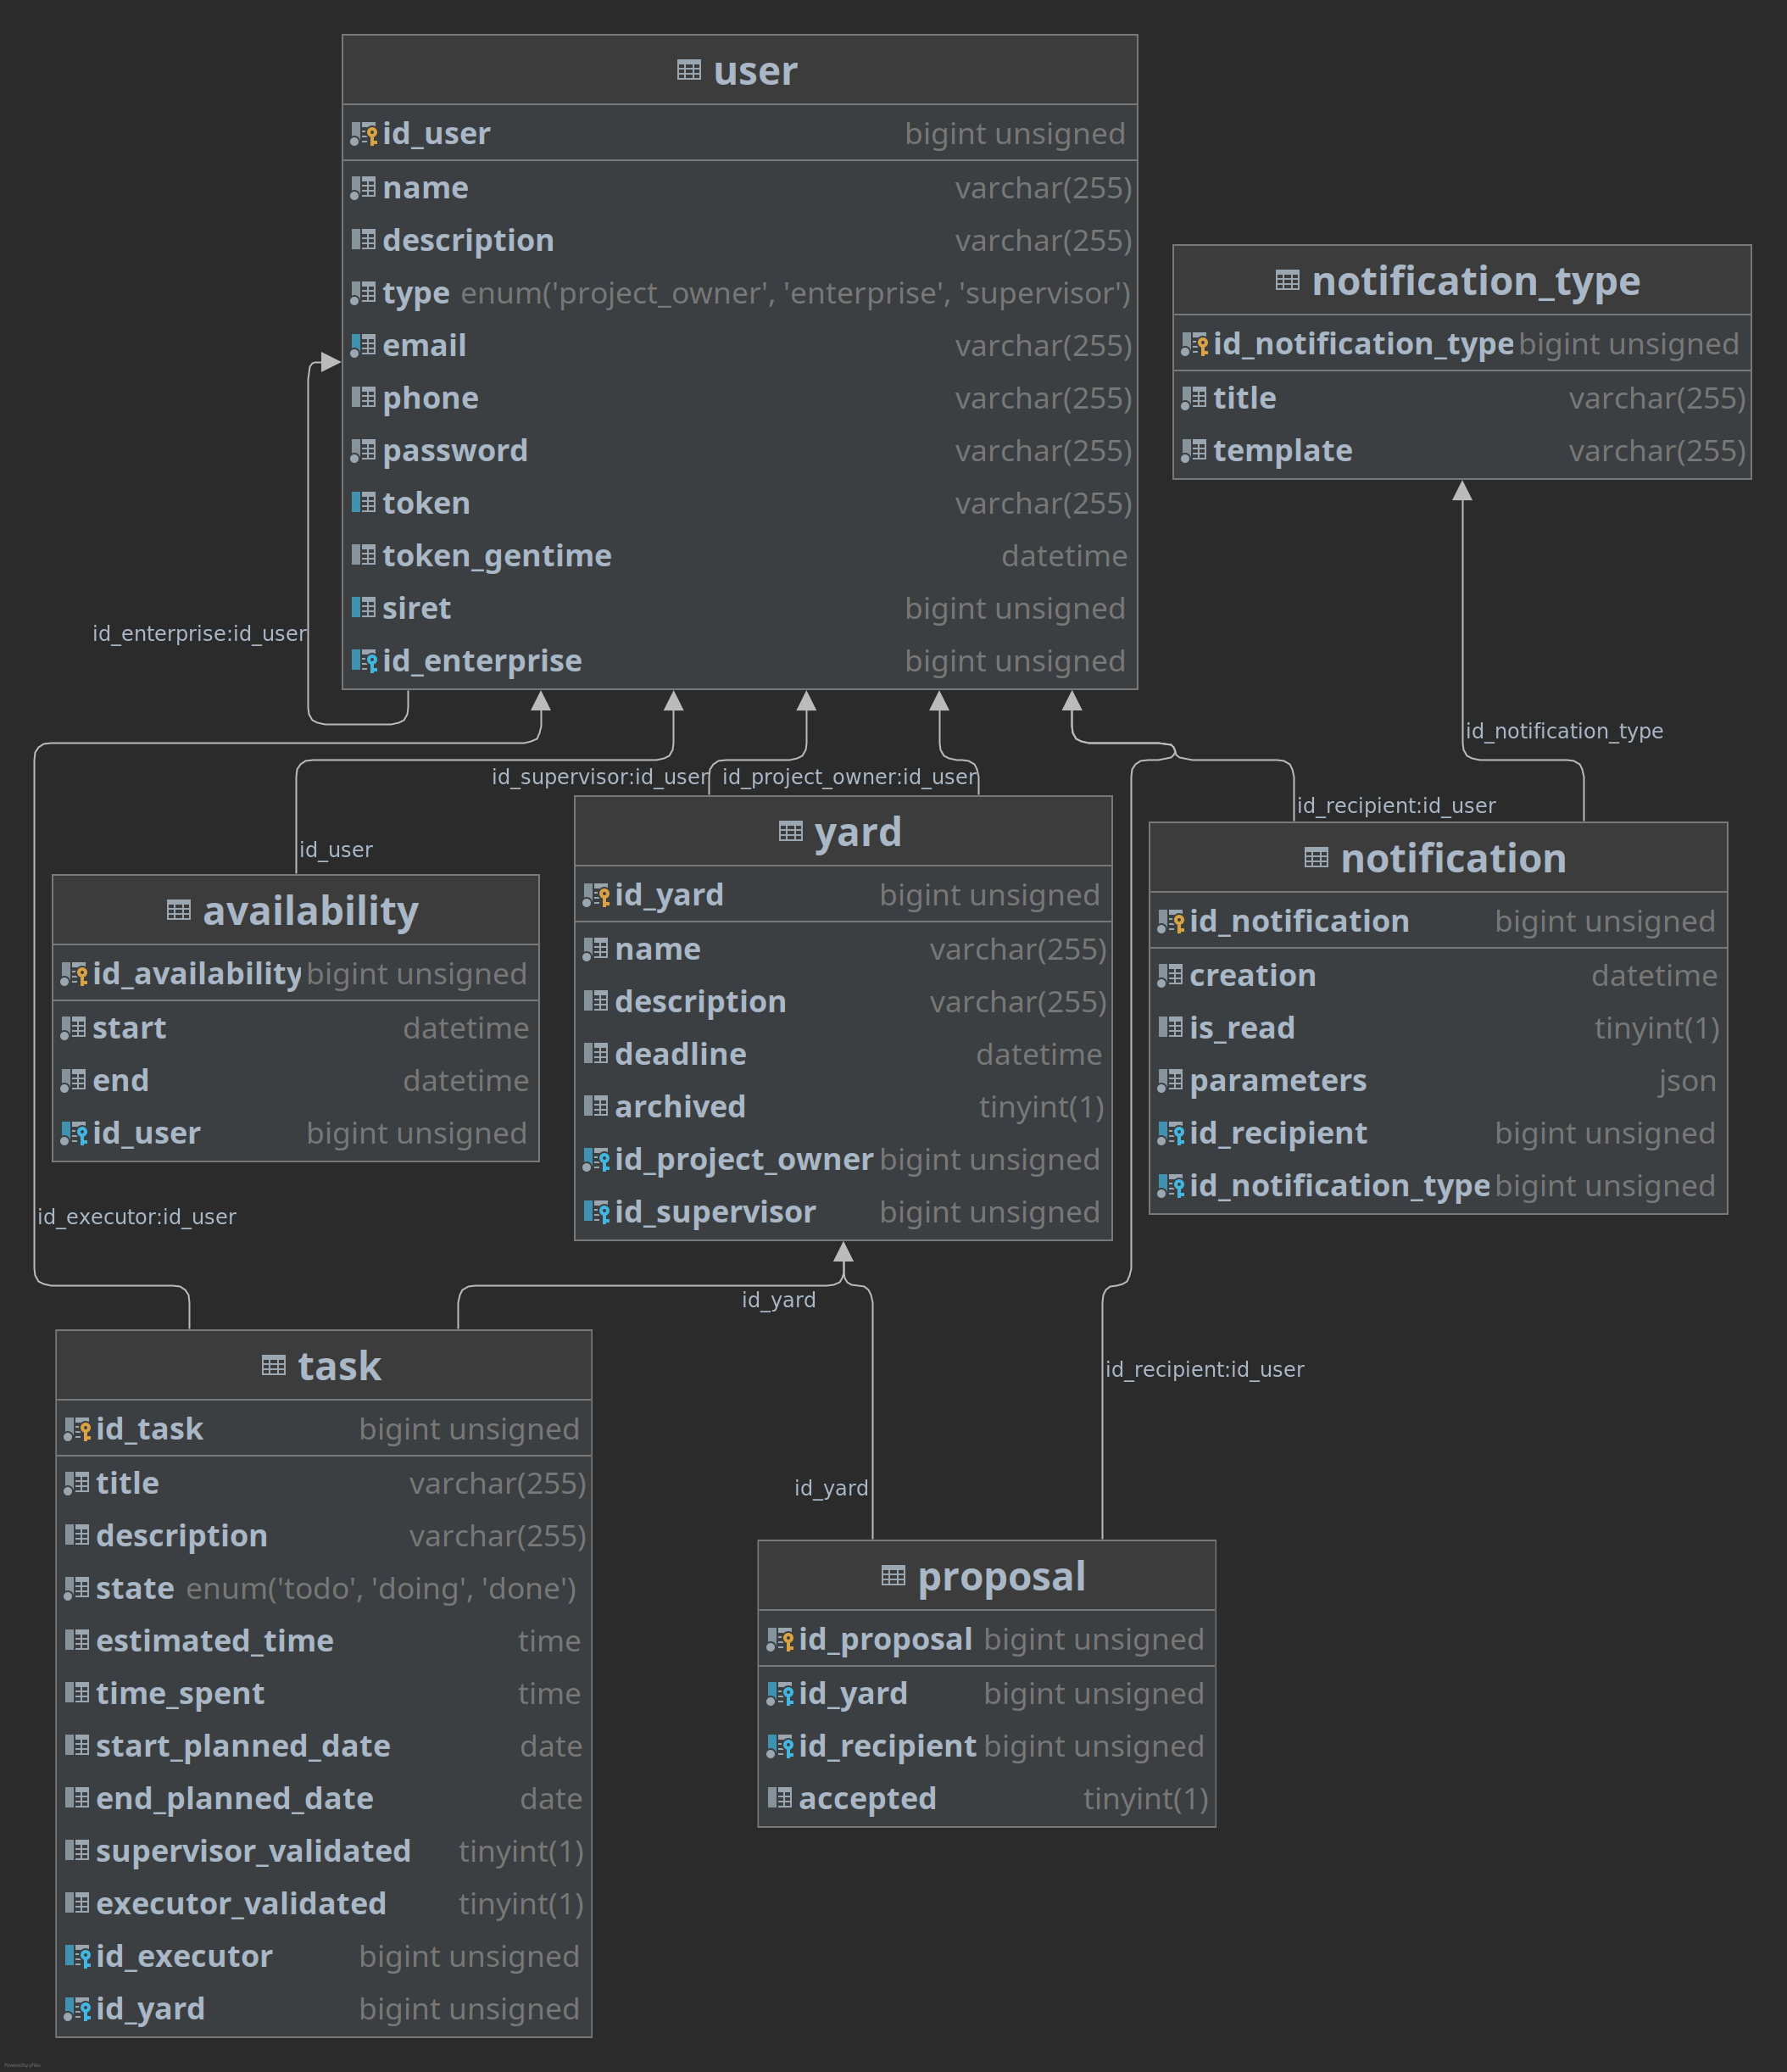 user
id_user bigint unsigned
name varchar(255)
description varchar(255)
type enum('project_owner', 'enterprise', 'supervisor')
email varchar(255)
phone varchar(255)
password varchar(255)
token varchar(255)
token_gentime datetime
siret bigint unsigned
id_enterprise bigint unsigned
notification_type
id_notification_type bigint unsigned
title varchar(255)
template varchar(255)
id_enterprise:id_user
id_notification_type
id_supervisor:id_user
id_project_owner:id_user
id_recipient:id_user
id_user
availability
id_availability bigint unsigned
start datetime
end datetime
id_user bigint unsigned
yard
id_yard bigint unsigned
name varchar(255)
description varchar(255)
deadline datetime
archived tinyint(1)
id_project_owner bigint unsigned
id_supervisor bigint unsigned
notification
id_notification bigint unsigned
creation datetime
is_read tinyint(1)
parameters json
id_recipient bigint unsigned
id_notification_type bigint unsigned
id_executor:id_user
id_yard
id_recipient:id_user
id_yard
task
id_task bigint unsigned
title varchar(255)
description varchar(255)
state enum('todo', 'doing', 'done')
estimated_time time
time_spent time
start_planned_date date
end_planned_date date
supervisor_validated tinyint(1)
executor_validated tinyint(1)
id_executor bigint unsigned
id_yard bigint unsigned
proposal
id_proposal bigint unsigned
id_yard bigint unsigned
id_recipient bigint unsigned
accepted tinyint(1)